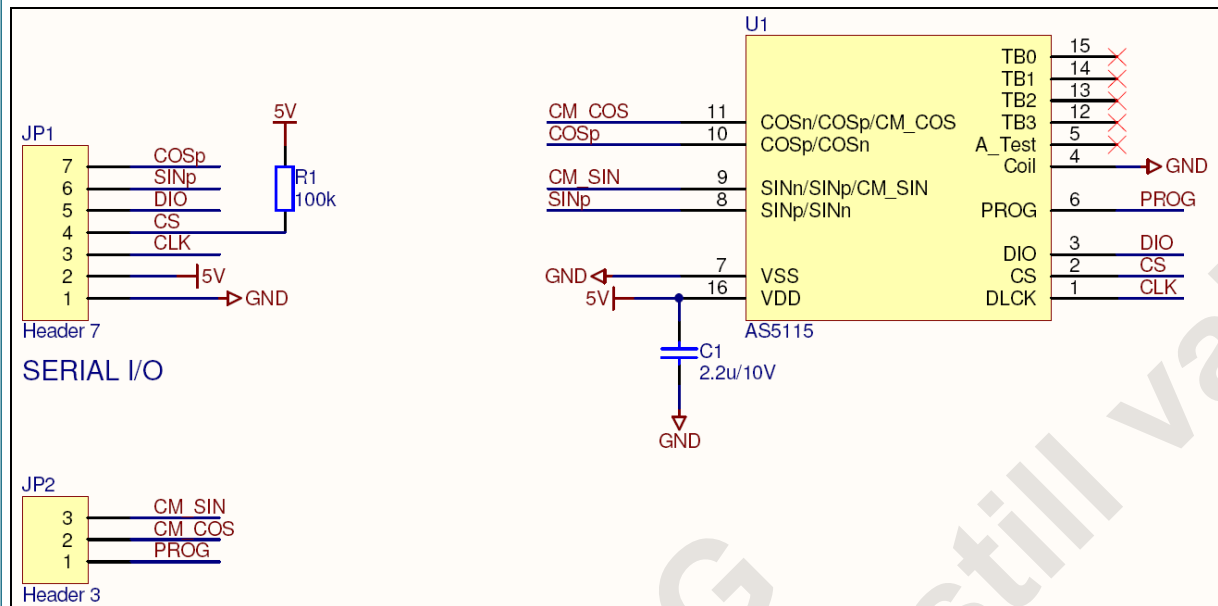 JP1
7 COSp
6 SINp
5 DIO
4 CS
3 CLK
2 5V
1 GND
Header 7
SERIAL I/O
5V
R1
100k
JP2
3 CM_SIN
2 CM_COS
1 PROG
Header 3
U1
CM_COS 11 COSn/COSp/CM_COS
COSp 10 COSp/COSn
CM_SIN 9 SINn/SINp/CM_SIN
SINp 8 SINp/SINn
GND 7 VSS
5V 16 VDD
TB0 15
TB1 14
TB2 13
TB3 12
A_Test 5
Coil 4 GND
PROG 6 PROG
DIO 3 DIO
CS 2 CS
DLCK 1 CLK
AS5115
C1
2.2u/10V
GND
G
still va